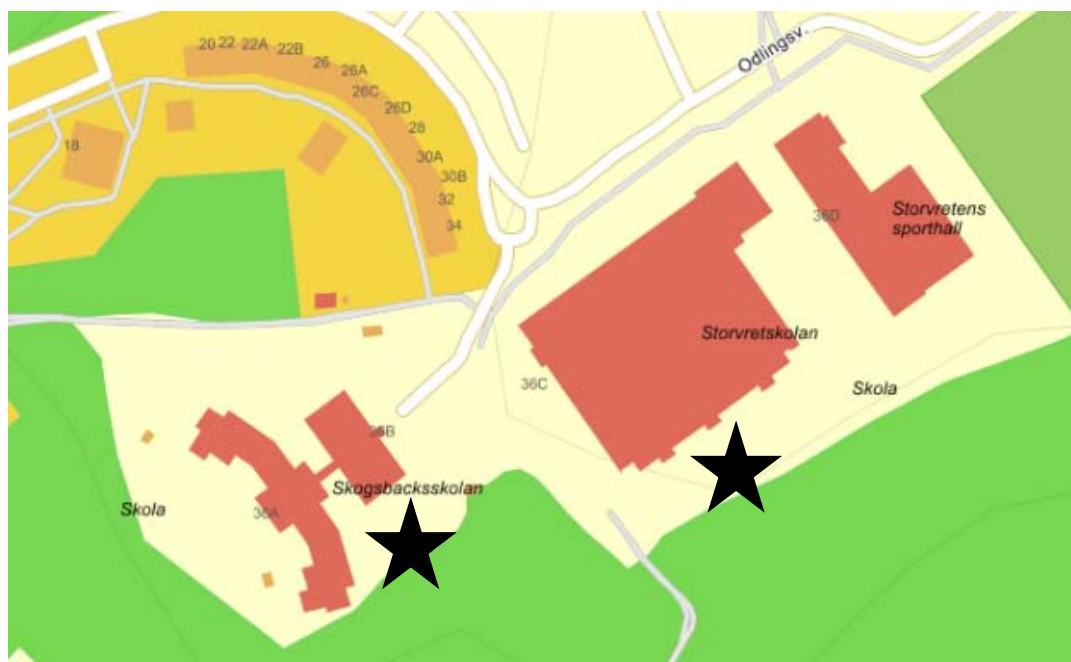 20 22 22A 22B
26
26A
26C
26D
28
30A
30B
32
34
18
Odlingsv.
36D
Storvretens
sporthall
Storvretskolan
36C
Skola
36B
Skogsbacksskolan
Skola
36A